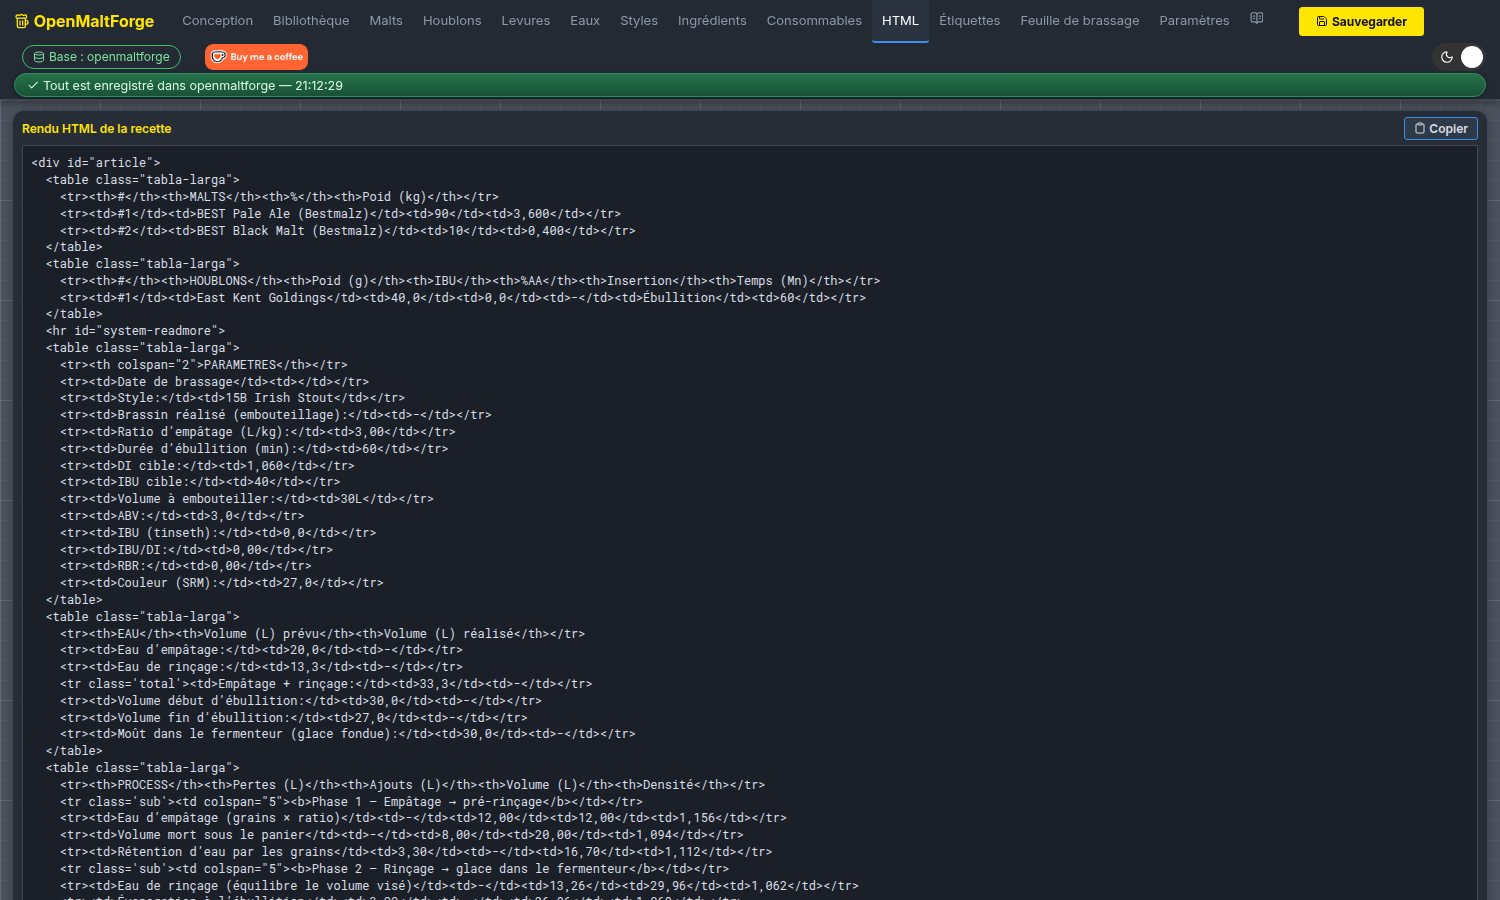 OpenMaltForge
Conception
Bibliothèque
Malts
Houblons
Levures
Eaux
Styles
Ingrédients
Consommables
HTML
Étiquettes
Feuille de brassage
Paramètres
Sauvegarder
Base : openmaltforge
Buy me a coffee
✓ Tout est enregistré dans openmaltforge — 21:12:29
Rendu HTML de la recette
Copier
<div id="article">
  <table class="tabla-larga">
    <tr><th>#</th><th>MALTS</th><th>%</th><th>Poid (kg)</th></tr>
    <tr><td>#1</td><td>BEST Pale Ale (Bestmalz)</td><td>90</td><td>3,600</td></tr>
    <tr><td>#2</td><td>BEST Black Malt (Bestmalz)</td><td>10</td><td>0,400</td></tr>
  </table>
  <table class="tabla-larga">
    <tr><th>#</th><th>HOUBLONS</th><th>Poid (g)</th><th>IBU</th><th>%AA</th><th>Insertion</th><th>Temps (Mn)</th></tr>
    <tr><td>#1</td><td>East Kent Goldings</td><td>40,0</td><td>0,0</td><td>-</td><td>Ébullition</td><td>60</td></tr>
  </table>
  <hr id="system-readmore">
  <table class="tabla-larga">
    <tr><th colspan="2">PARAMETRES</th></tr>
    <tr><td>Date de brassage</td><td></td></tr>
    <tr><td>Style:</td><td>15B Irish Stout</td></tr>
    <tr><td>Brassin réalisé (embouteillage):</td><td>-</td></tr>
    <tr><td>Ratio d'empâtage (L/kg):</td><td>3,00</td></tr>
    <tr><td>Durée d'ébullition (min):</td><td>60</td></tr>
    <tr><td>DI cible:</td><td>1,060</td></tr>
    <tr><td>IBU cible:</td><td>40</td></tr>
    <tr><td>Volume à embouteiller:</td><td>30L</td></tr>
    <tr><td>ABV:</td><td>3,0</td></tr>
    <tr><td>IBU (tinseth):</td><td>0,0</td></tr>
    <tr><td>IBU/DI:</td><td>0,00</td></tr>
    <tr><td>RBR:</td><td>0,00</td></tr>
    <tr><td>Couleur (SRM):</td><td>27,0</td></tr>
  </table>
  <table class="tabla-larga">
    <tr><th>EAU</th><th>Volume (L) prévu</th><th>Volume (L) réalisé</th></tr>
    <tr><td>Eau d'empâtage:</td><td>20,0</td><td>-</td></tr>
    <tr><td>Eau de rinçage:</td><td>13,3</td><td>-</td></tr>
    <tr class='total'><td>Empâtage + rinçage:</td><td>33,3</td><td>-</td></tr>
    <tr><td>Volume début d'ébullition:</td><td>30,0</td><td>-</td></tr>
    <tr><td>Volume fin d'ébullition:</td><td>27,0</td><td>-</td></tr>
    <tr><td>Moût dans le fermenteur (glace fondue):</td><td>30,0</td><td>-</td></tr>
  </table>
  <table class="tabla-larga">
    <tr><th>PROCESS</th><th>Pertes (L)</th><th>Ajouts (L)</th><th>Volume (L)</th><th>Densité</th></tr>
    <tr class='sub'><td colspan="5"><b>Phase 1 — Empâtage → pré-rinçage</b></td></tr>
    <tr><td>Eau d'empâtage (grains × ratio)</td><td>-</td><td>12,00</td><td>12,00</td><td>1,156</td></tr>
    <tr><td>Volume mort sous le panier</td><td>-</td><td>8,00</td><td>20,00</td><td>1,094</td></tr>
    <tr><td>Rétention d'eau par les grains</td><td>3,30</td><td>-</td><td>16,70</td><td>1,112</td></tr>
    <tr class='sub'><td colspan="5"><b>Phase 2 — Rinçage → glace dans le fermenteur</b></td></tr>
    <tr><td>Eau de rinçage (équilibre le volume visé)</td><td>-</td><td>13,26</td><td>29,96</td><td>1,062</td></tr>